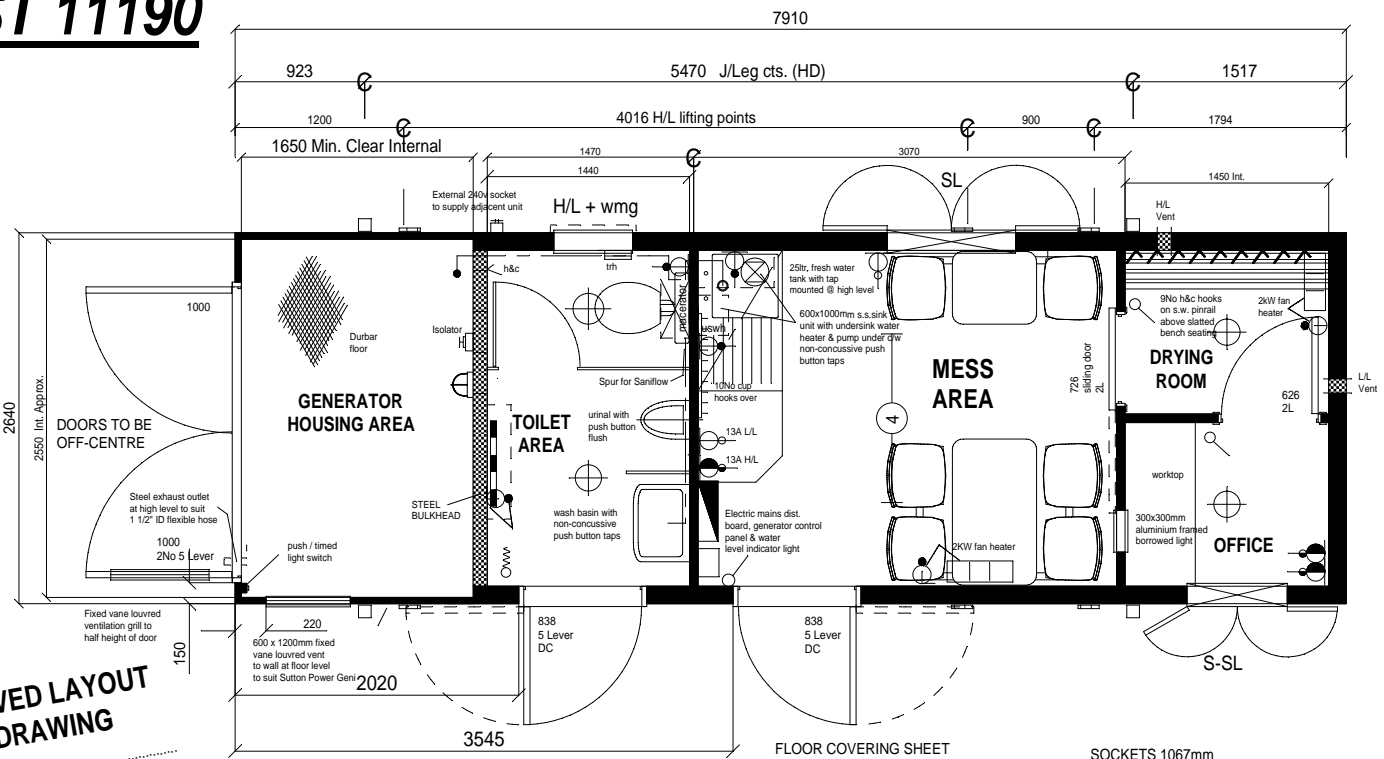 ST 11190
7910
923
5470 J/Leg cts. (HD)
1517
1200
4016 H/L lifting points
900
1794
1650 Min. Clear Internal
1470
3070
1440
1450 Int.
External 240v socket
to supply adjacent unit
H/L + wmg
SL
H/L
Vent
h&c
trh
macerator
25ltr, fresh water
tank with tap
mounted @ high level
600x1000mm s.s.sink
unit with undersink water
heater & pump under c/w
non-concussive push
button taps
uswh
9No h&c hooks
on s.w. pinrail
above slatted
bench seating
2kW fan
heater
1000
Durbar
floor
Isolator
Spur for Saniflow
10No cup
hooks over
MESS
AREA
726
sliding door
2L
DRYING
ROOM
626
2L
L/L
Vent
2640
2550 Int. Approx.
DOORS TO BE
OFF-CENTRE
GENERATOR
HOUSING AREA
TOILET
AREA
urinal with
push button
flush
13A L/L
13A H/L
4
worktop
Steel exhaust outlet
at high level to suit
1 1/2" ID flexible hose
STEEL
BULKHEAD
wash basin with
non-concussive
push button taps
Electric mains dist.
board, generator control
panel & water
level indicator light
300x300mm
aluminium framed
borrowed light
OFFICE
1000
2No 5 Lever
push / timed
light switch
2KW fan heater
Fixed vane louvred
ventilation grill to
half height of door
150
220
600 x 1200mm fixed
vane louvred vent
to wall at floor level
to suit Sutton Power Geni
838
5 Lever
DC
838
5 Lever
DC
S-SL
2020
3545
VED LAYOUT
DRAWING
FLOOR COVERING SHEET
SOCKETS 1067mm